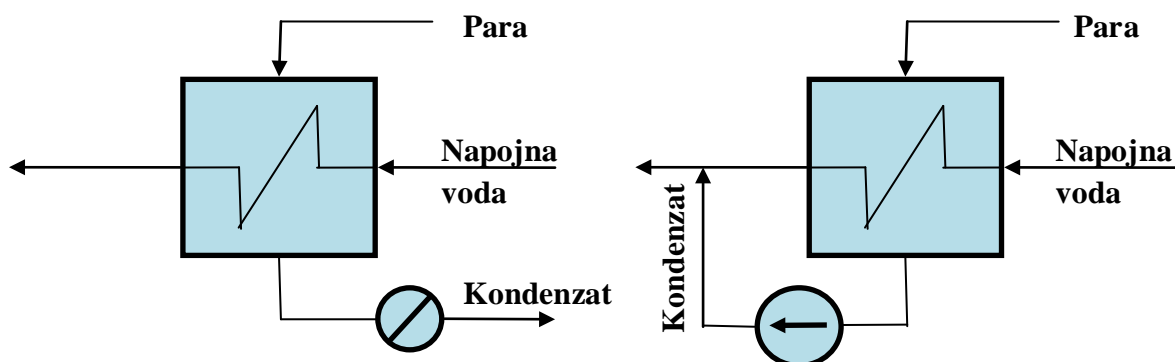 Para
Napojna
voda
Kondenzat
Para
Napojna
voda
Kondenzat